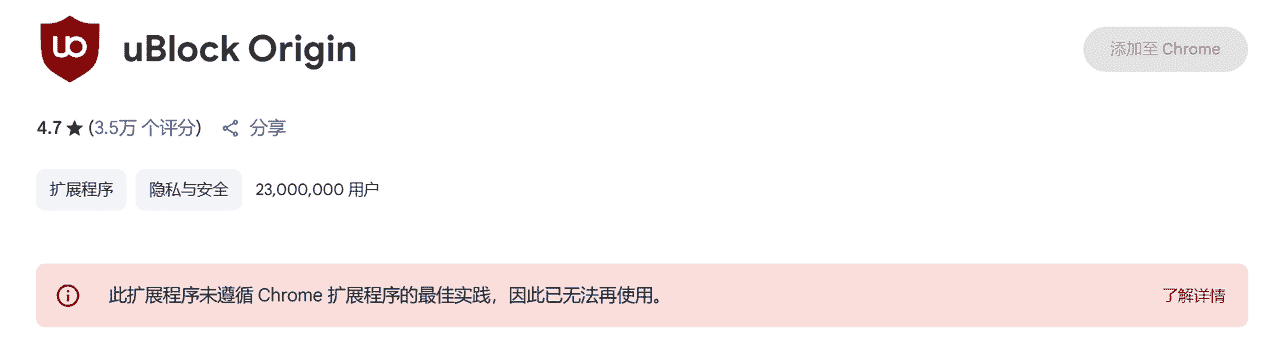 uBlock Origin
添加至 Chrome
4.7 ★ (3.5万 个评分) 分享
扩展程序 隐私与安全 23,000,000 用户
此扩展程序未遵循 Chrome 扩展程序的最佳实践，因此已无法再使用。 了解详情